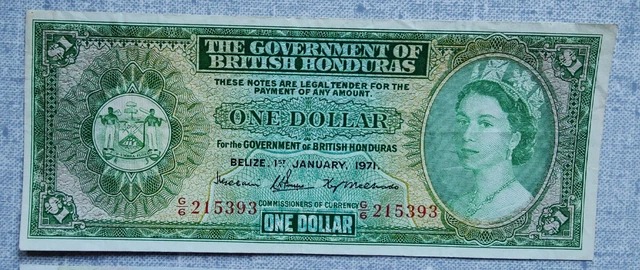 $1
THE GOVERNMENT OF
BRITISH HONDURAS
$1
THESE NOTES ARE LEGAL TENDER FOR THE
PAYMENT OF ANY AMOUNT.
ONE DOLLAR
For the GOVERNMENT OF BRITISH HONDURAS
BELIZE, 1ST JANUARY, 1971.
G/6 215393 COMMISSIONERS OF CURRENCY G/6 215393
$1
ONE DOLLAR
$1